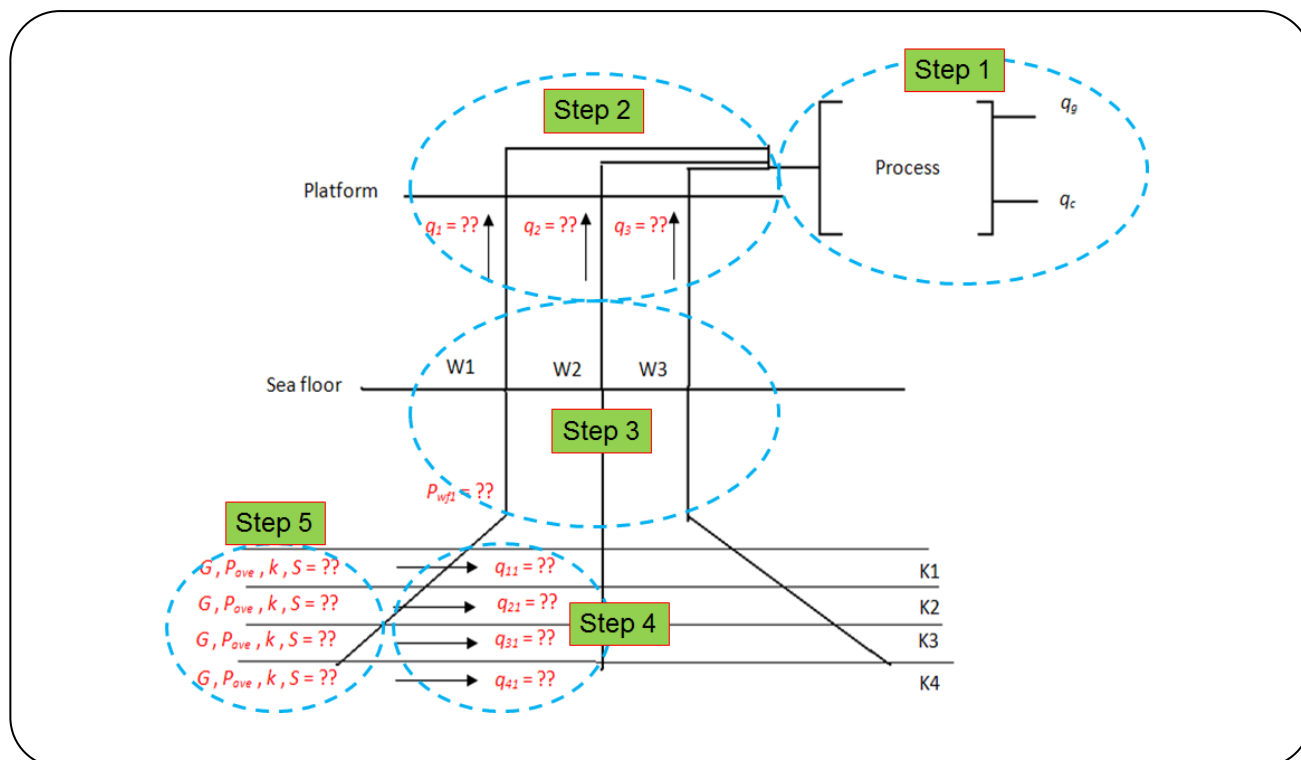 Step 1
Step 2
q_g
Process
Platform
q_c
q_1 = ?? q_2 = ?? q_3 = ??
W1 W2 W3
Sea floor
Step 3
P_wf1 = ??
Step 5
G , P_ave , k , S = ?? q_11 = ?? K1
G , P_ave , k , S = ?? q_21 = ?? K2
Step 4
G , P_ave , k , S = ?? q_31 = ?? K3
G , P_ave , k , S = ?? q_41 = ?? K4